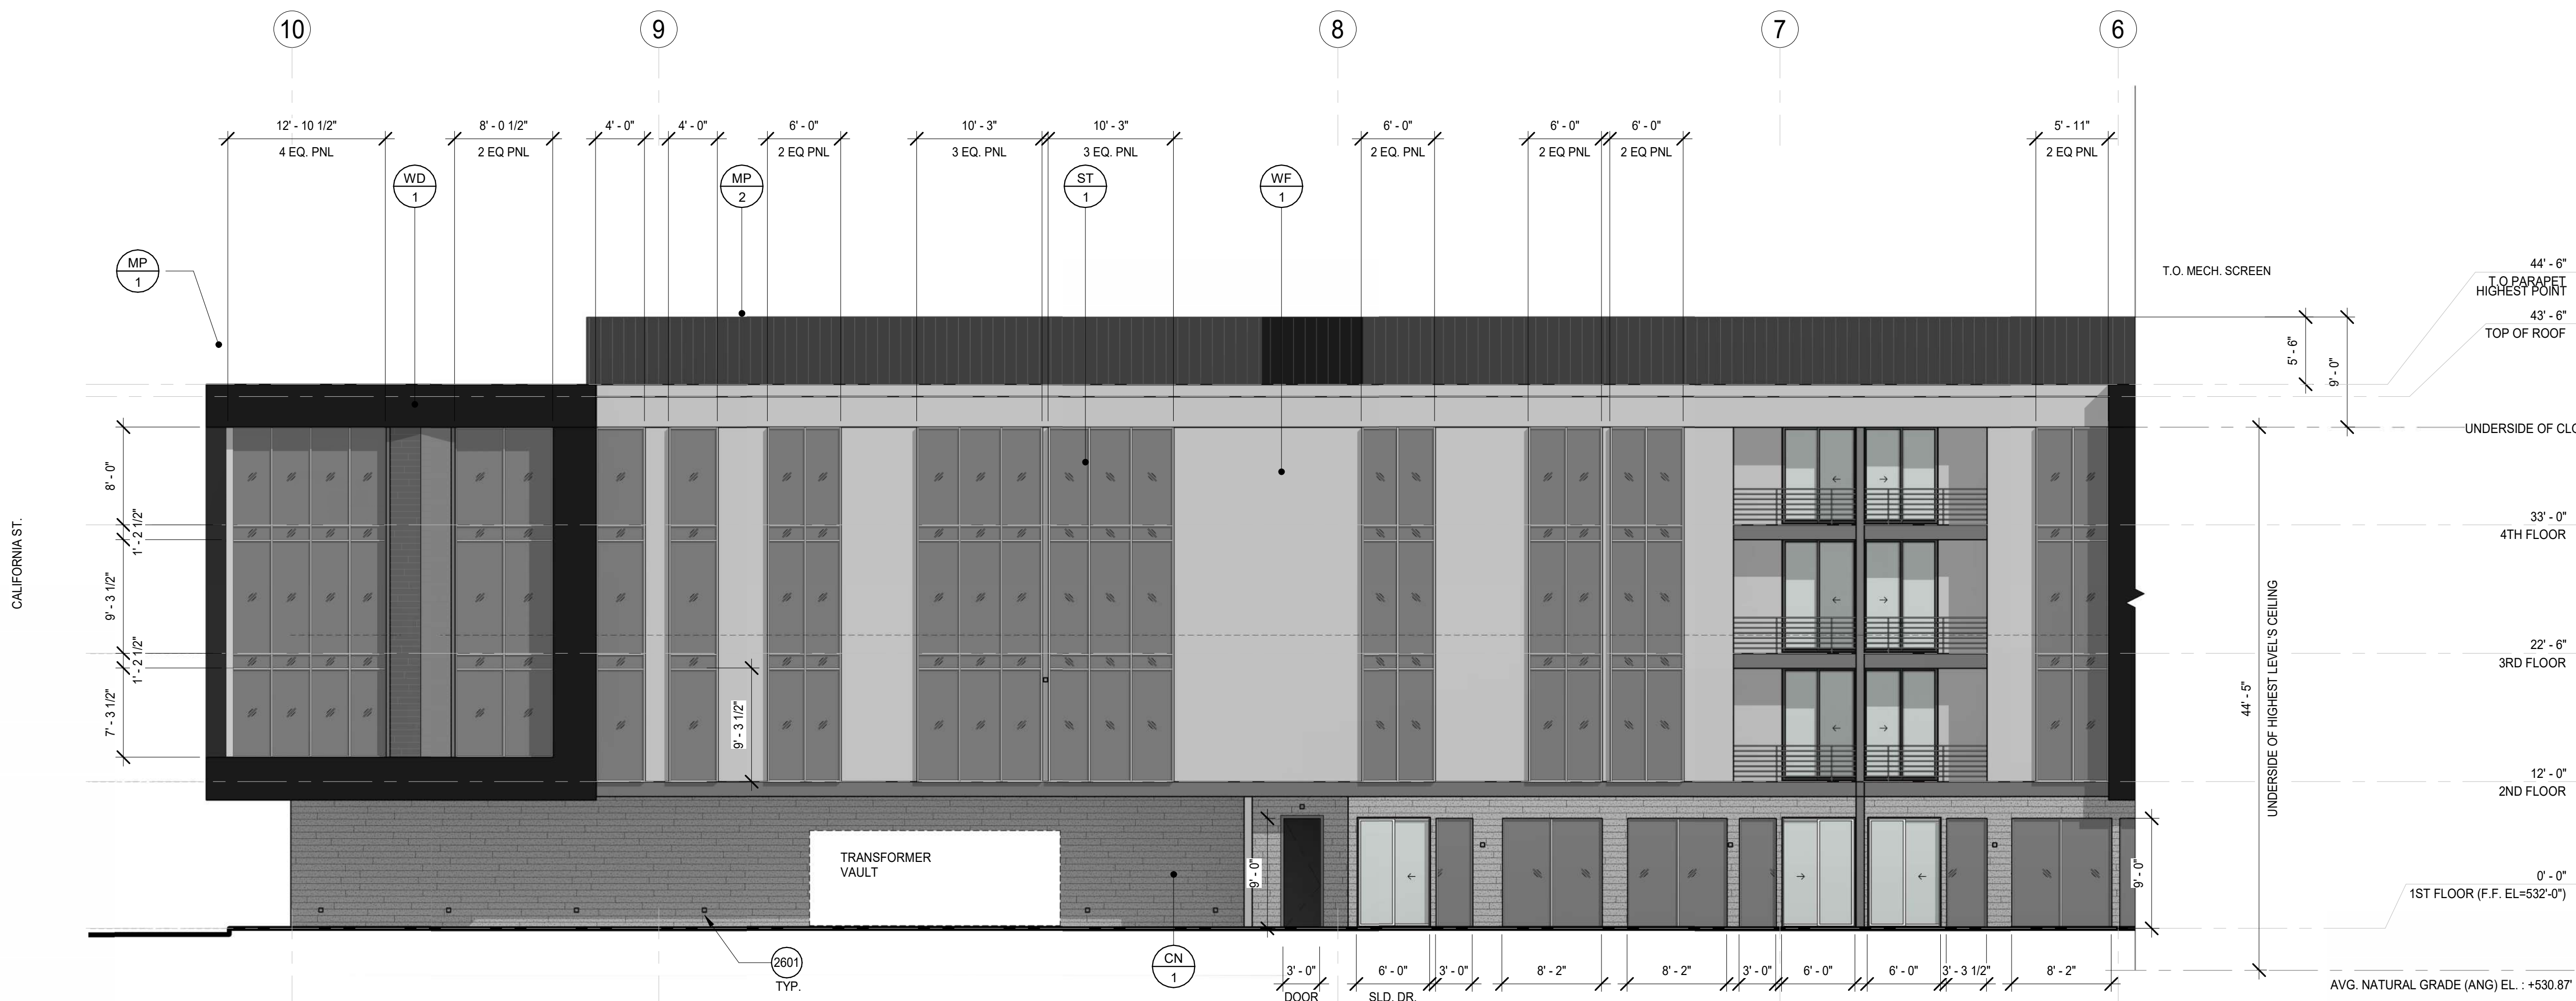 10
9
8
7
6
12' - 10 1/2"
4 EQ. PNL
8' - 0 1/2"
2 EQ PNL
4' - 0"
4' - 0"
6' - 0"
2 EQ PNL
10' - 3"
3 EQ. PNL
10' - 3"
3 EQ. PNL
6' - 0"
2 EQ. PNL
6' - 0"
2 EQ PNL
6' - 0"
2 EQ PNL
5' - 11"
2 EQ PNL
WD
1
MP
2
ST
1
WF
1
MP
1
T.O. MECH. SCREEN
44' - 6"
T.O PARAPET
HIGHEST POINT
43' - 6"
TOP OF ROOF
5' - 6"
9' - 0"
UNDERSIDE OF CLG
33' - 0"
4TH FLOOR
22' - 6"
3RD FLOOR
12' - 0"
2ND FLOOR
0' - 0"
1ST FLOOR (F.F. EL=532'-0")
44' - 5"
UNDERSIDE OF HIGHEST LEVEL'S CEILING
AVG. NATURAL GRADE (ANG) EL. : +530.87'
CALIFORNIA ST.
8' - 0"
1' - 2 1/2"
9' - 3 1/2"
1' - 2 1/2"
7' - 3 1/2"
9' - 3 1/2"
TRANSFORMER
VAULT
9' - 0"
9' - 0"
2601
TYP.
CN
1
3' - 0"
DOOR
6' - 0"
SLD. DR.
3' - 0"
8' - 2"
8' - 2"
3' - 0"
6' - 0"
6' - 0"
3' - 3 1/2"
8' - 2"